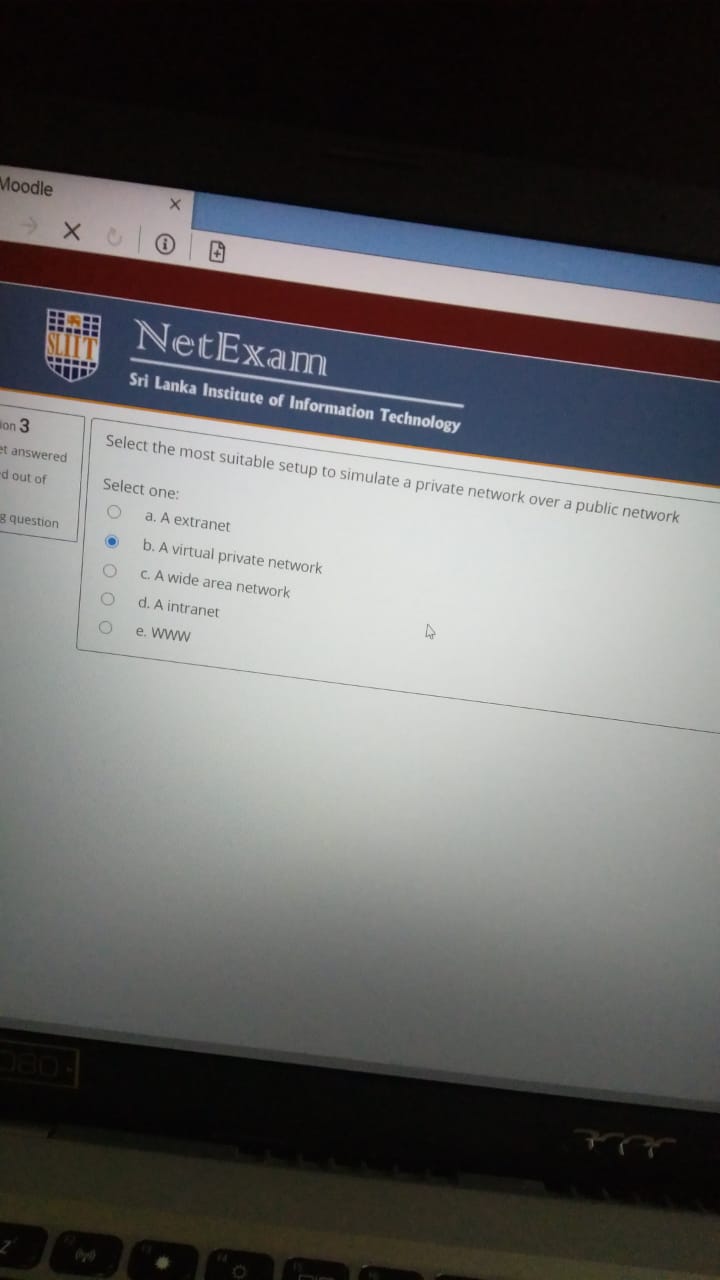 Moodle
SLIIT
NetExam
Sri Lanka Institute of Information Technology
ion 3
et answered
d out of
g question
Select the most suitable setup to simulate a private network over a public network
Select one:
a. A extranet
b. A virtual private network
c. A wide area network
d. A intranet
e. WWW